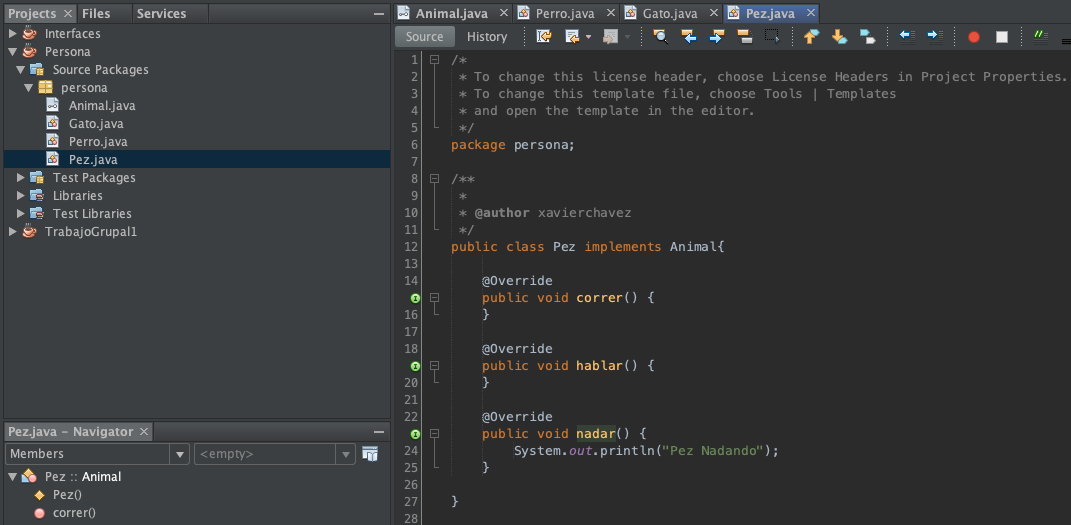 Projects × Files Services
Interfaces
Persona
Source Packages
persona
Animal.java
Gato.java
Perro.java
Pez.java
Test Packages
Libraries
Test Libraries
TrabajoGrupal1
Pez.java - Navigator ×
Members <empty>
Pez :: Animal
Pez()
correr()
Animal.java × Perro.java × Gato.java × Pez.java ×
Source History
1 /*
2 * To change this license header, choose License Headers in Project Properties.
3 * To change this template file, choose Tools | Templates
4 * and open the template in the editor.
5 */
6 package persona;
7
8 /**
9 *
10 * @author xavierchavez
11 */
12 public class Pez implements Animal{
13
14 @Override
public void correr() {
16 }
17
18 @Override
public void hablar() {
20 }
21
22 @Override
public void nadar() {
24 System.out.println("Pez Nadando");
25 }
26
27 }
28